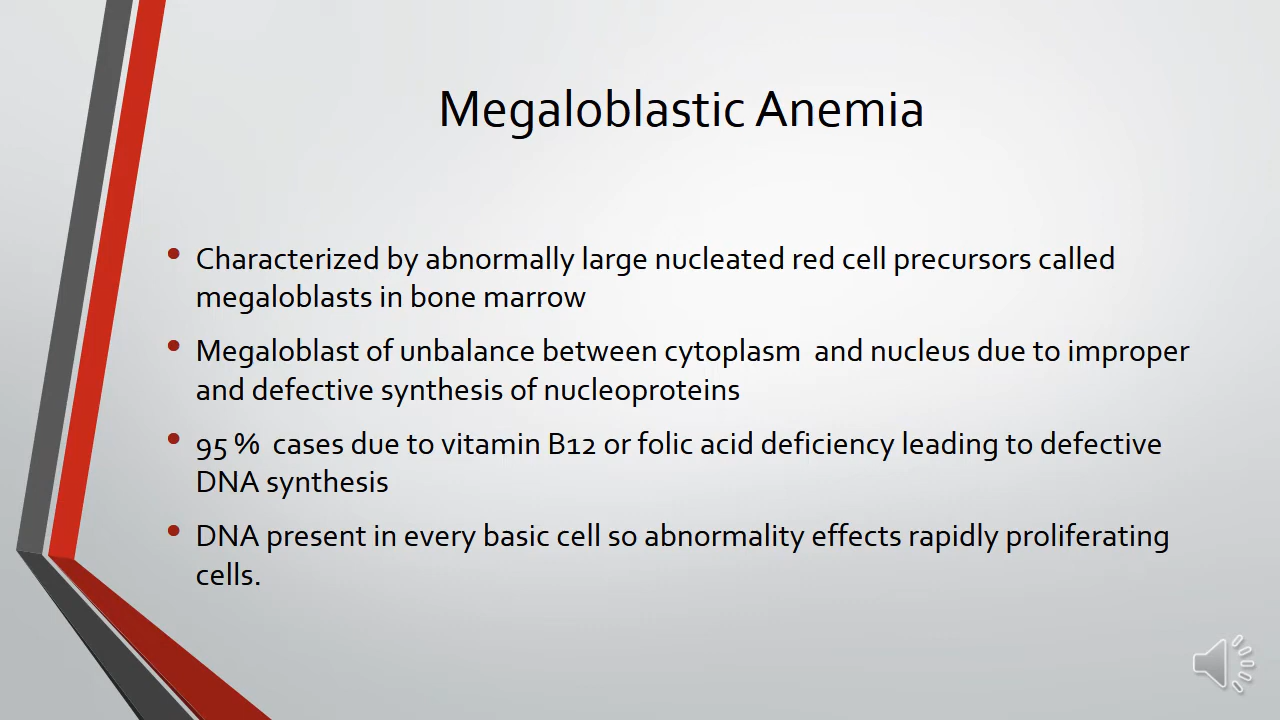 Megaloblastic Anemia
• Characterized by abnormally large nucleated red cell precursors called
megaloblasts in bone marrow
• Megaloblast of unbalance between cytoplasm  and nucleus due to improper
and defective synthesis of nucleoproteins
• 95 %  cases due to vitamin B12 or folic acid deficiency leading to defective
DNA synthesis
• DNA present in every basic cell so abnormality effects rapidly proliferating
cells.